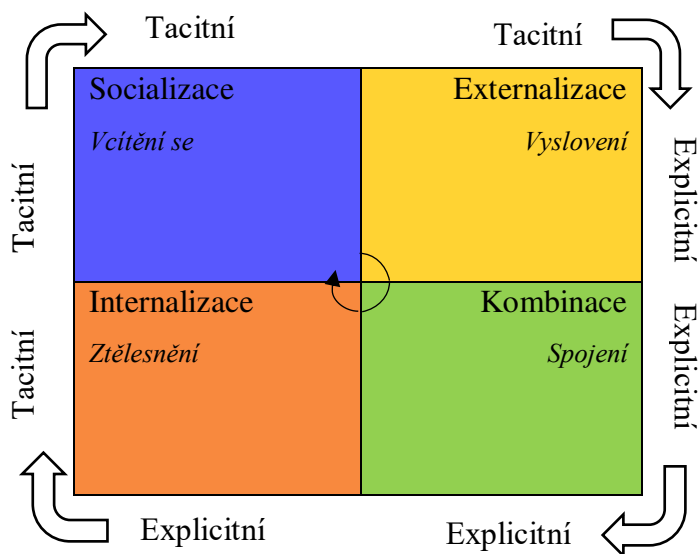 Tacitní
Tacitní
Socializace
Externalizace
Vcítění se
Vyslovení
Tacitní
Explicitní
Internalizace
Kombinace
Ztělesnění
Spojení
Tacitní
Explicitní
Explicitní
Explicitní